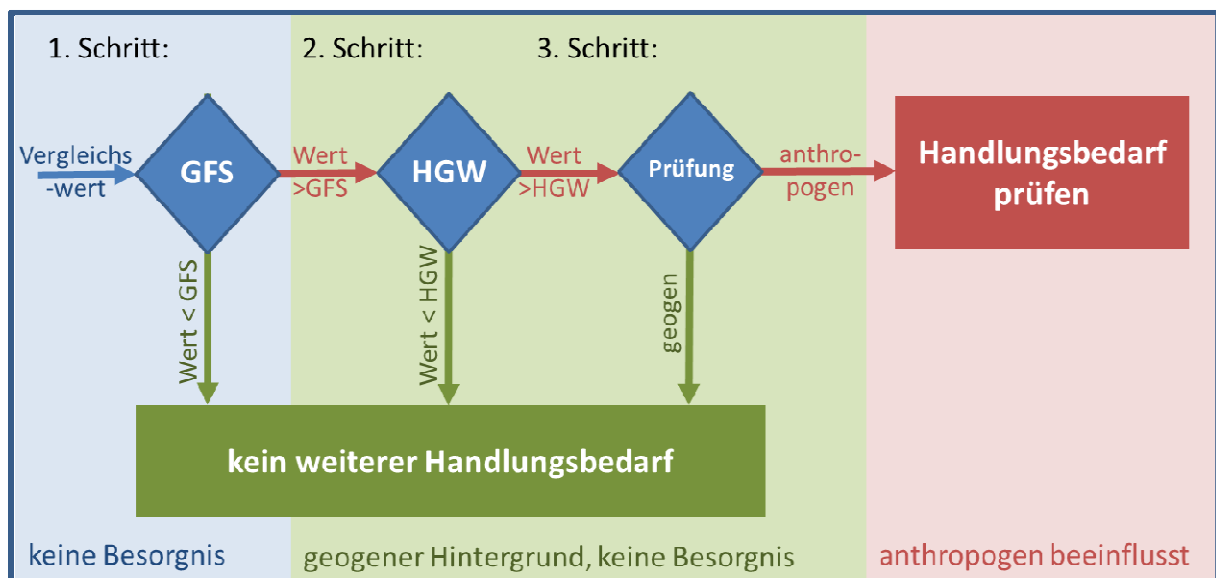 1. Schritt:
2. Schritt:
3. Schritt:
Vergleichs
-wert
GFS
Wert
>GFS
HGW
Wert
>HGW
Prüfung
anthro-
pogen
Handlungsbedarf
prüfen
Wert < GFS
Wert < HGW
geogen
kein weiterer Handlungsbedarf
keine Besorgnis
geogener Hintergrund, keine Besorgnis
anthropogen beeinflusst